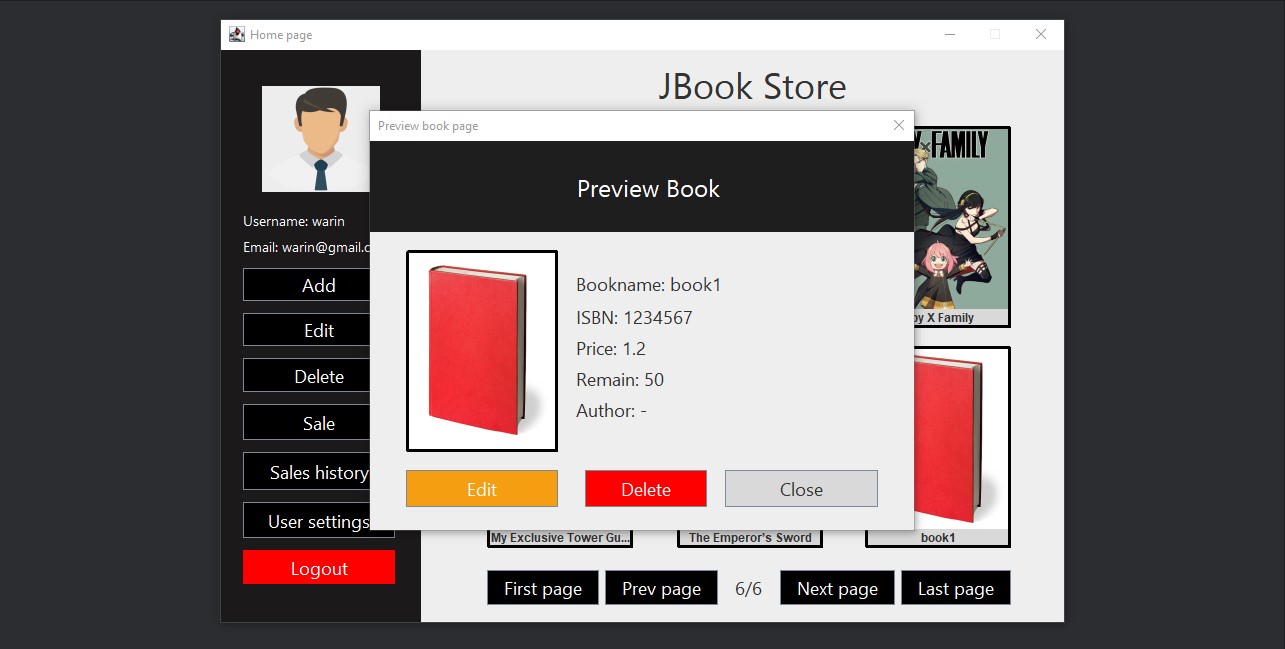 Home page
JBook Store
Username: warin
Email: warin@gmail.c
Add
Edit
Delete
Sale
Sales history
User settings
Logout
Preview book page
Preview Book
Bookname: book1
ISBN: 1234567
Price: 1.2
Remain: 50
Author: -
Edit
Delete
Close
FAMILY
X Family
My Exclusive Tower Gu...
The Emperor's Sword
book1
First page
Prev page
6/6
Next page
Last page